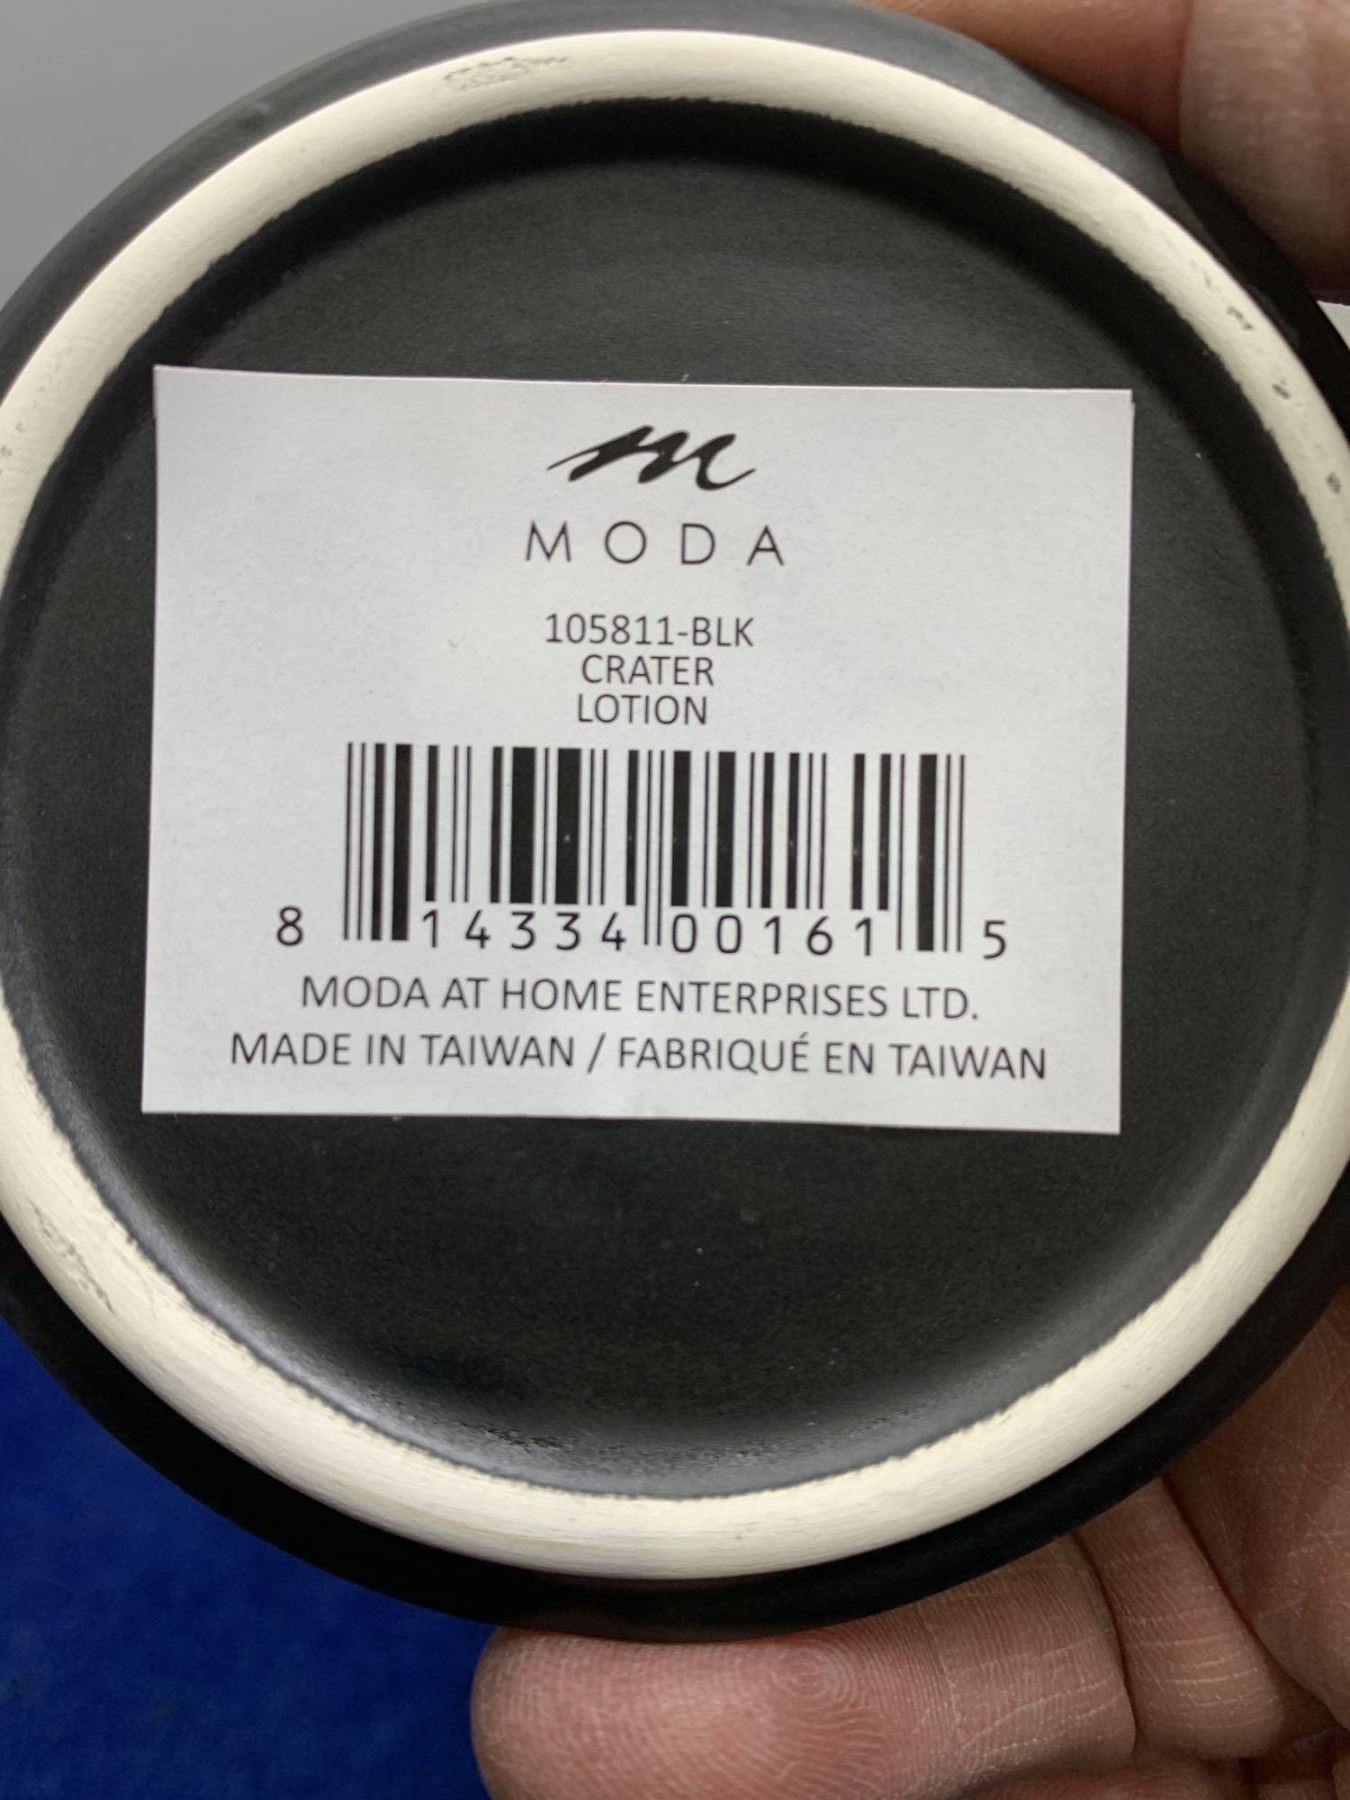 m
MODA
105811-BLK
CRATER
LOTION
8 14334 00161 5
MODA AT HOME ENTERPRISES LTD.
MADE IN TAIWAN / FABRIQUÉ EN TAIWAN